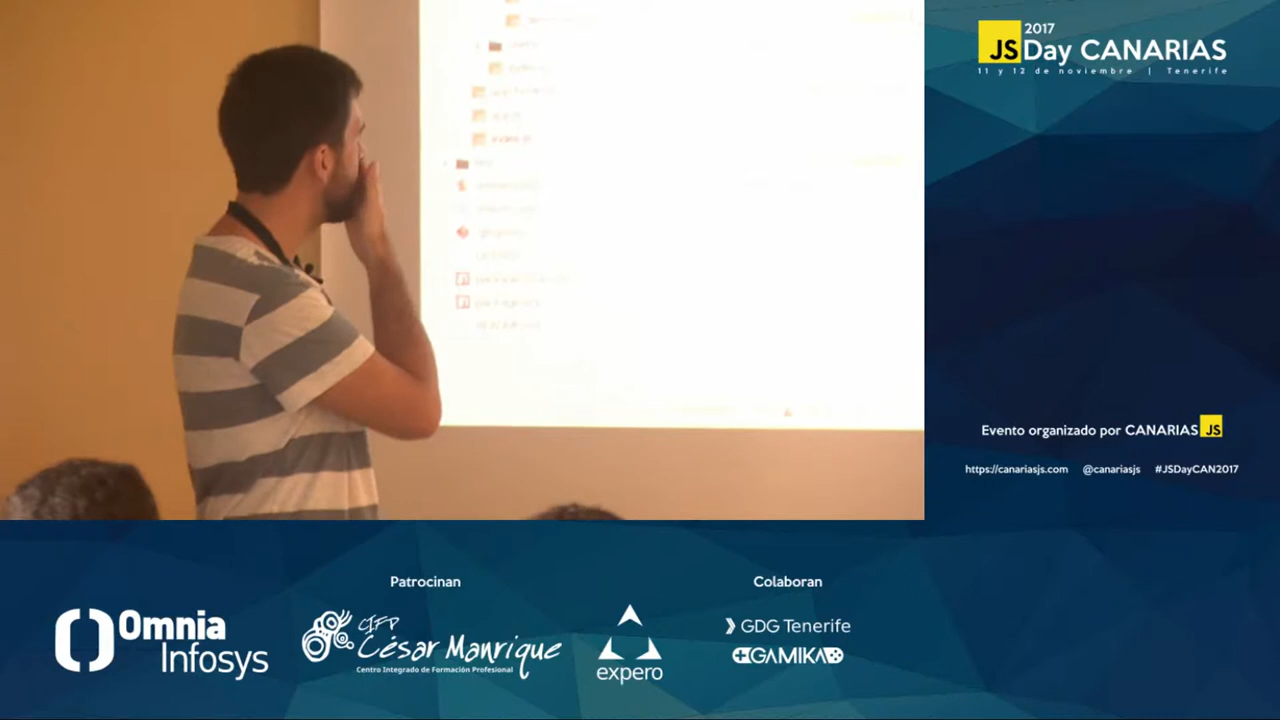 2017
JS Day CANARIAS
11 y 12 de noviembre | Tenerife
Evento organizado por CANARIAS JS
https://canariasjs.com @canariasjs #JSDayCAN2017
Patrocinan
Colaboran
Omnia
Infosys
CIFP
César Manrique
Centro Integrado de Formación Profesional
expero
GDG Tenerife
GAMIKA